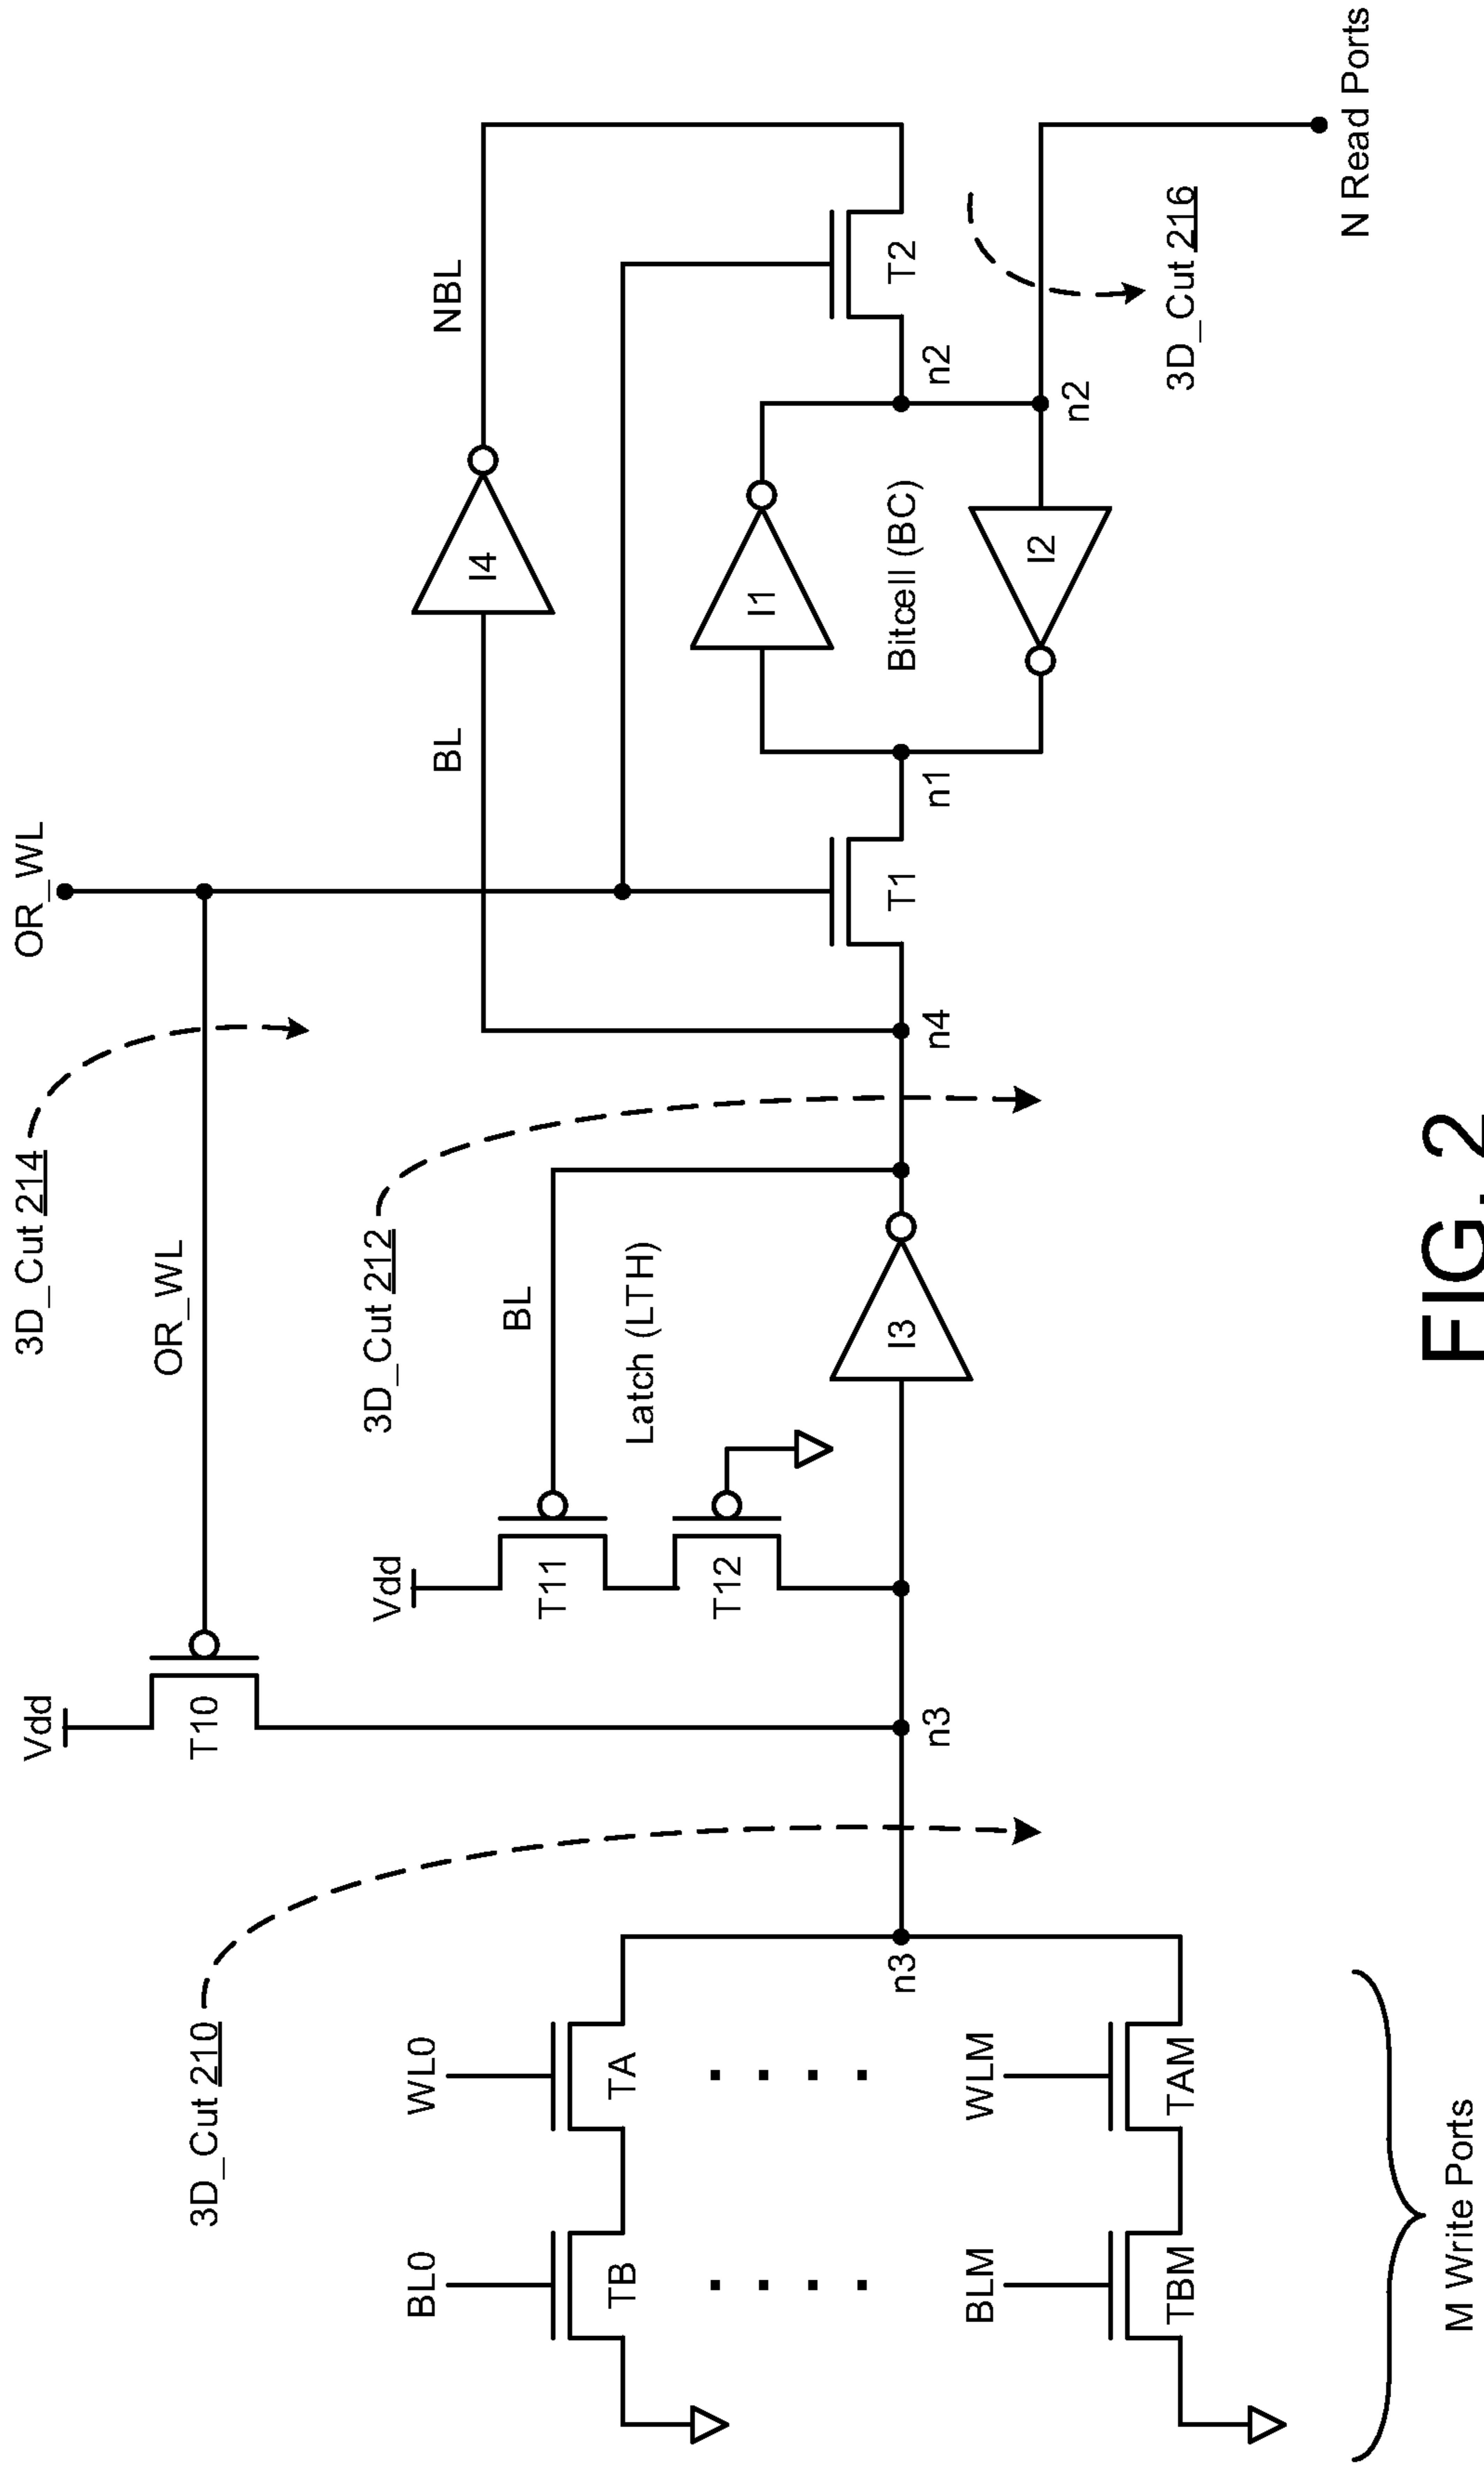 OR_WL
3D_Cut 214
OR_WL
Vdd
T10
3D_Cut 210
3D_Cut 212
Vdd
T11
T12
BL
Latch (LTH)
I3
BL
NBL
I4
I1
Bitcell (BC)
I2
T1
T2
n1
n2
n2
n4
n3
n3
3D_Cut 216
N Read Ports
WL0
BL0
TA
TB
. . . .
. . . .
WLM
BLM
TAM
TBM
M Write Ports
FIG. 2